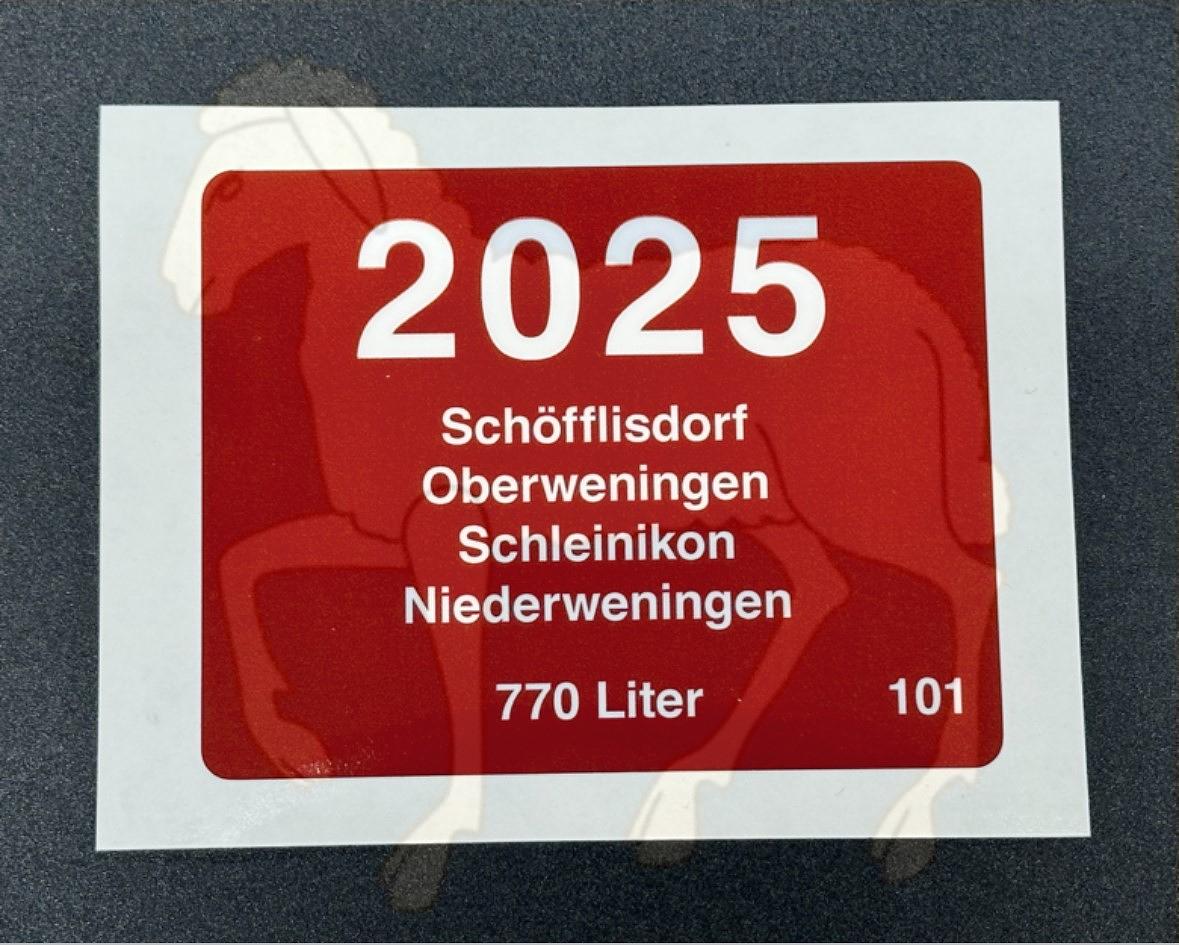 2025
Schöfflisdorf
Oberweningen
Schleinikon
Niederweningen
770 Liter 101